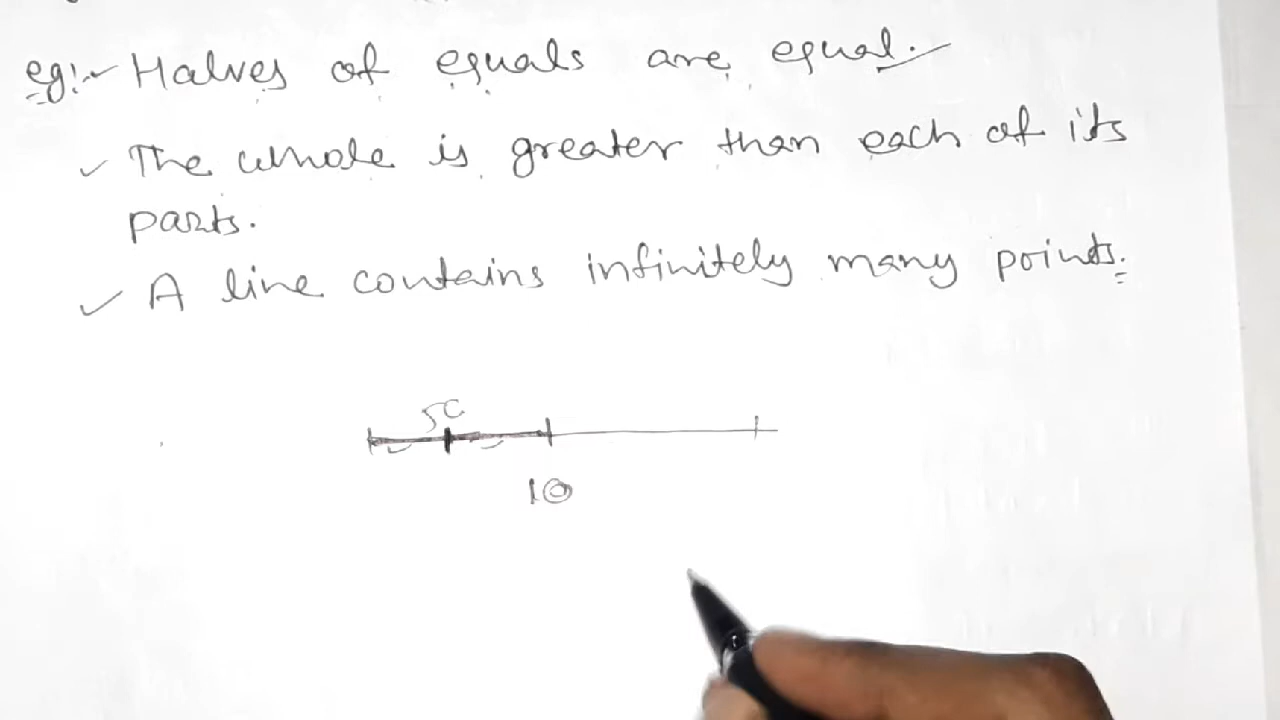 eg:- Halves of equals are equal.
The whole is greater than each of its
parts.
A line contains infinitely many points.
10